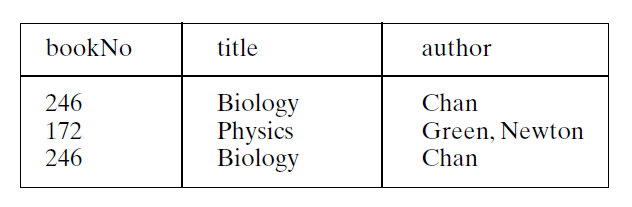 bookNo title author
246 Biology Chan
172 Physics Green, Newton
246 Biology Chan